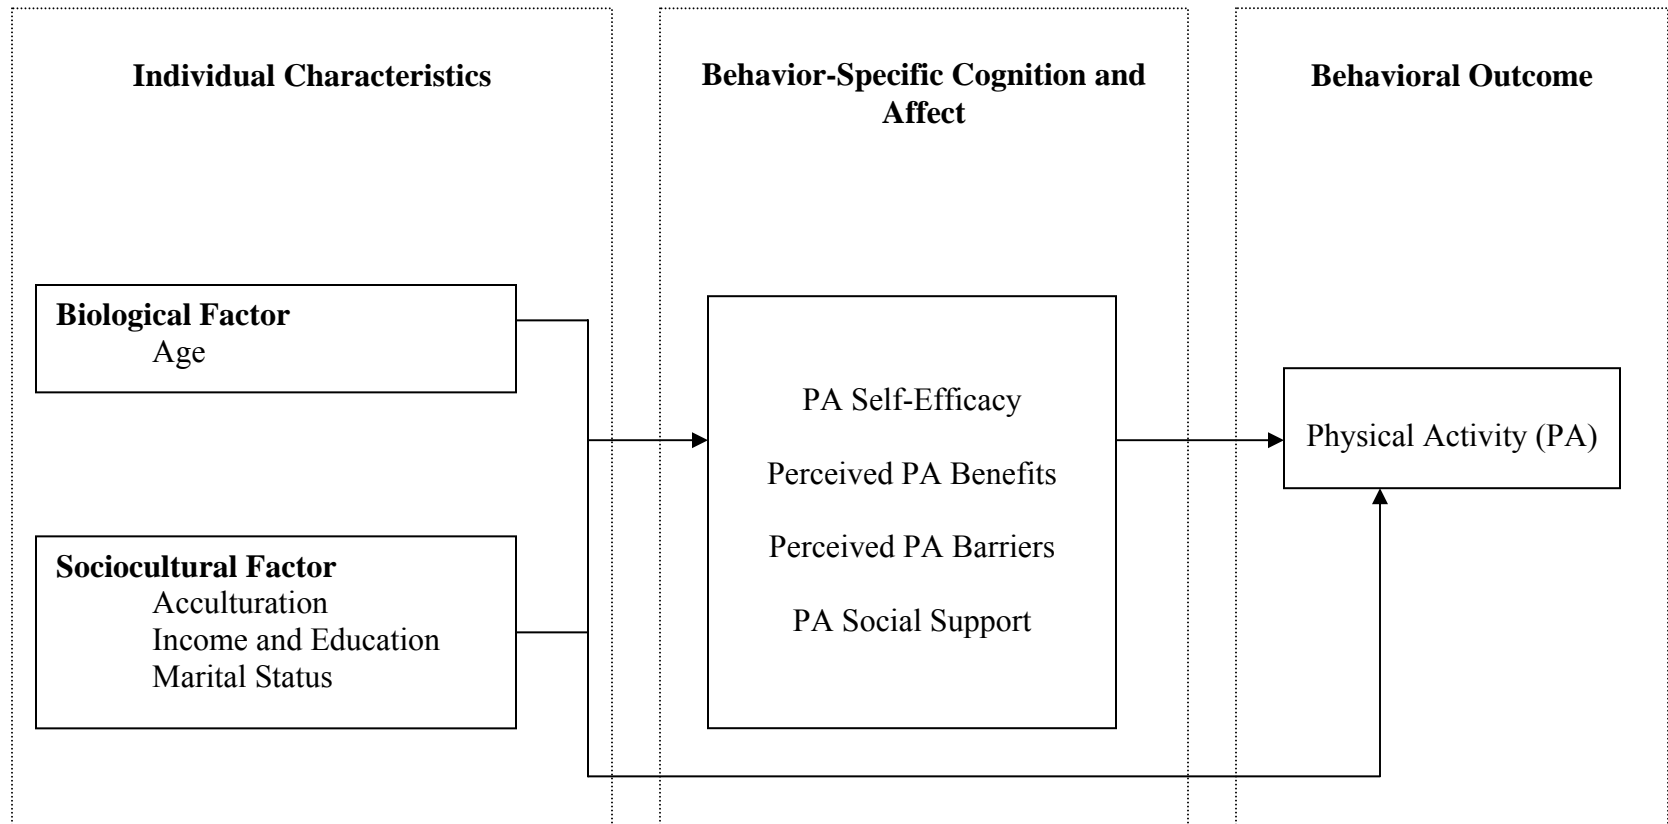 Individual Characteristics
Behavior-Specific Cognition and
Affect
Behavioral Outcome
Biological Factor
Age
Sociocultural Factor
Acculturation
Income and Education
Marital Status
PA Self-Efficacy
Perceived PA Benefits
Perceived PA Barriers
PA Social Support
Physical Activity (PA)